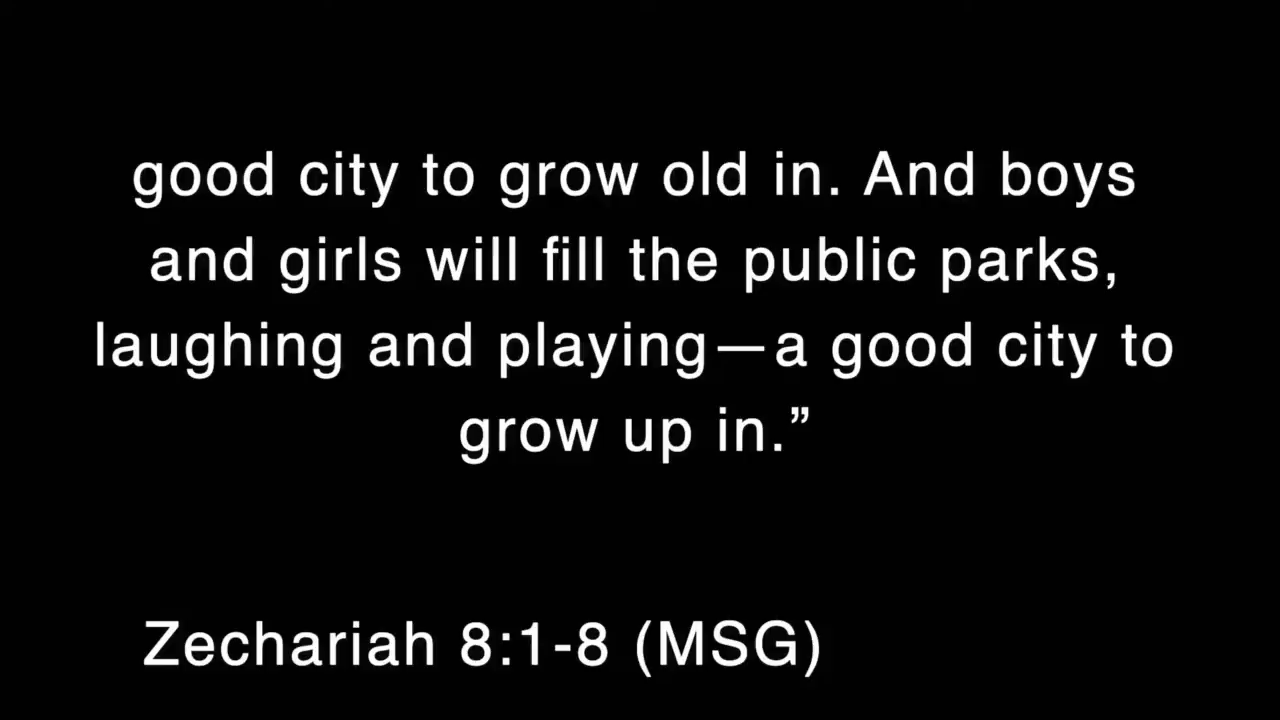 good city to grow old in. And boys
and girls will fill the public parks,
laughing and playing—a good city to
grow up in.”
Zechariah 8:1-8 (MSG)